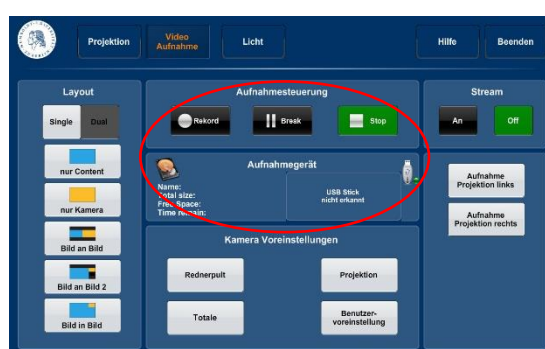 Projektion
Video
Aufnahme
Licht
Hilfe
Beenden
Layout
Single
Dual
nur Content
nur Kamera
Bild an Bild
Bild an Bild 2
Bild in Bild
Aufnahmesteuerung
Rekord
Break
Stop
Aufnahmegerät
Name:
Total size:
Free Space:
Time remain:
USB Stick
nicht erkannt
Kamera Voreinstellungen
Rednerpult
Projektion
Totale
Benutzer-
voreinstellung
Stream
An
Off
Aufnahme
Projektion links
Aufnahme
Projektion rechts